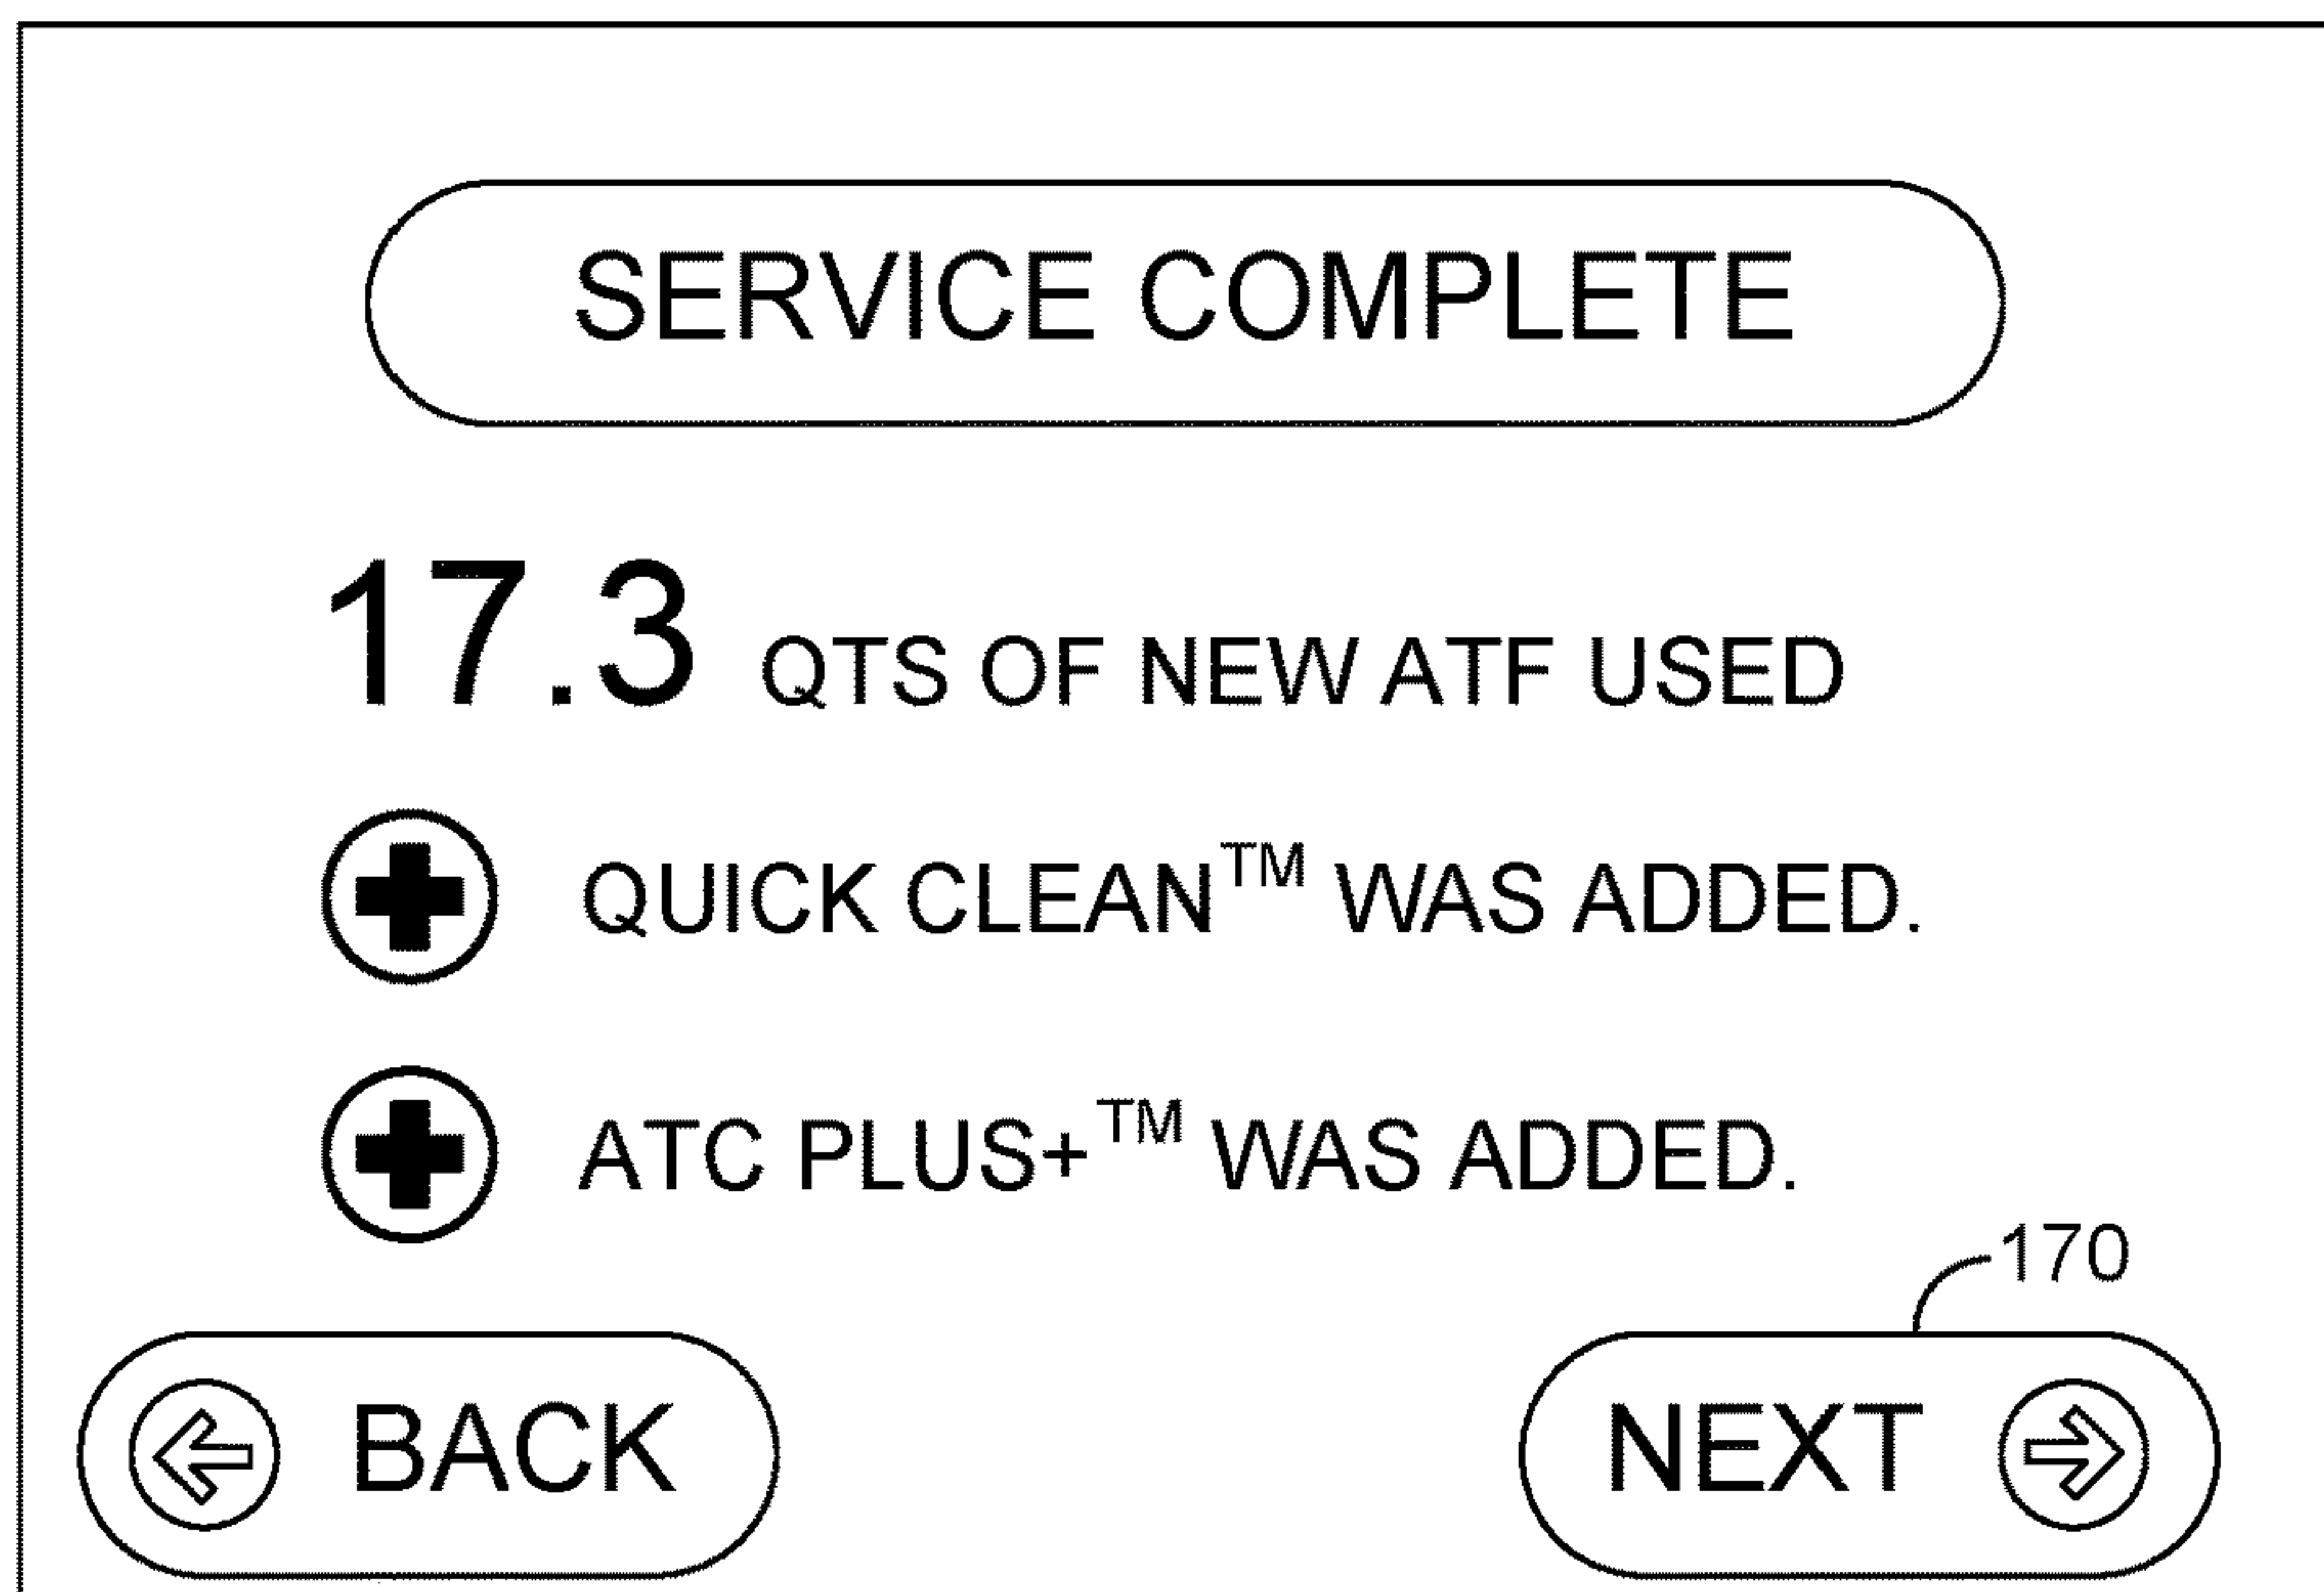 SERVICE COMPLETE
17.3 QTS OF NEW ATF USED
QUICK CLEAN™ WAS ADDED.
ATC PLUS+™ WAS ADDED.
170
BACK
NEXT